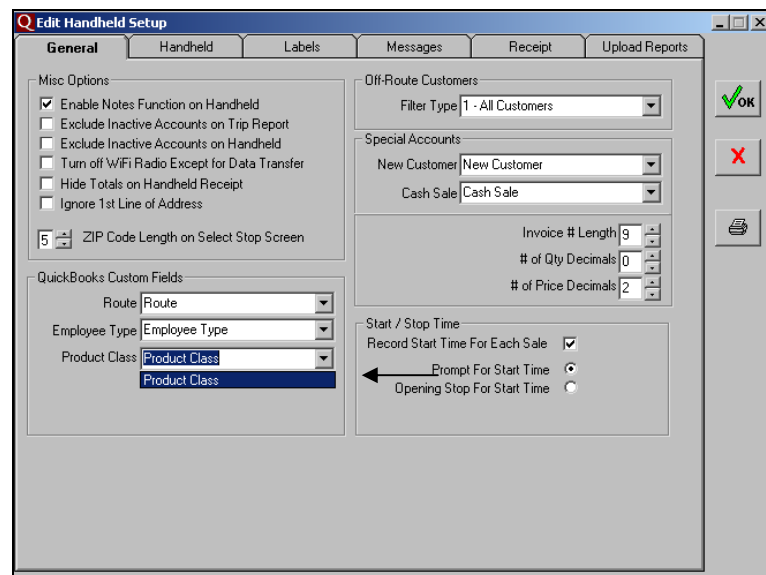 Q Edit Handheld Setup
General Handheld Labels Messages Receipt Upload Reports
Misc Options
Enable Notes Function on Handheld
Exclude Inactive Accounts on Trip Report
Exclude Inactive Accounts on Handheld
Turn off WiFi Radio Except for Data Transfer
Hide Totals on Handheld Receipt
Ignore 1st Line of Address
5 ZIP Code Length on Select Stop Screen
QuickBooks Custom Fields
Route Route
Employee Type Employee Type
Product Class Product Class
Product Class
Off-Route Customers
Filter Type 1 - All Customers
Special Accounts
New Customer New Customer
Cash Sale Cash Sale
Invoice # Length 9
# of Qty Decimals 0
# of Price Decimals 2
Start / Stop Time
Record Start Time For Each Sale
Prompt For Start Time
Opening Stop For Start Time
OK
X